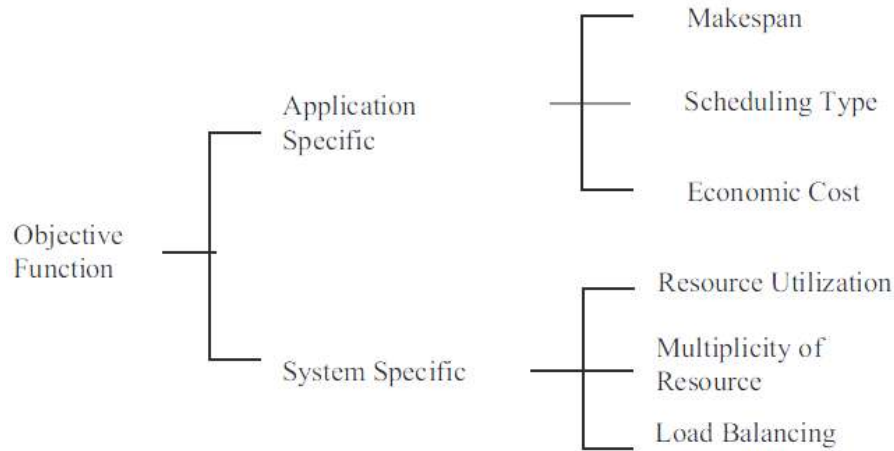 Makespan
Application
Specific
Scheduling Type
Economic Cost
Objective
Function
Resource Utilization
System Specific
Multiplicity of
Resource
Load Balancing